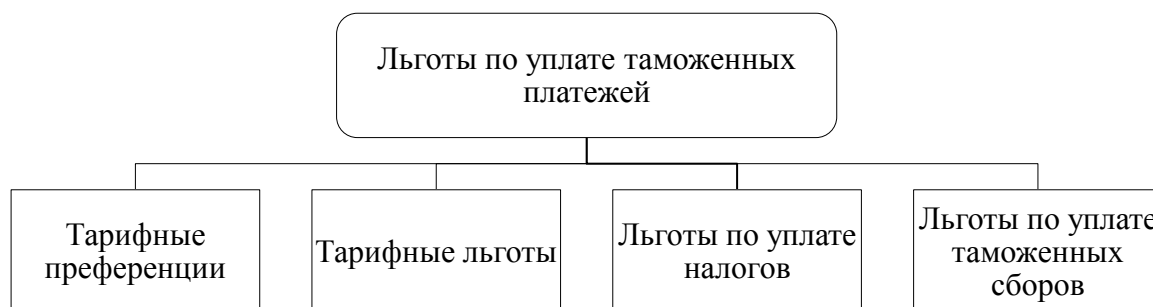 Льготы по уплате таможенных
платежей
Тарифные
преференции
Тарифные льготы
Льготы по уплате
налогов
Льготы по уплате
таможенных
сборов